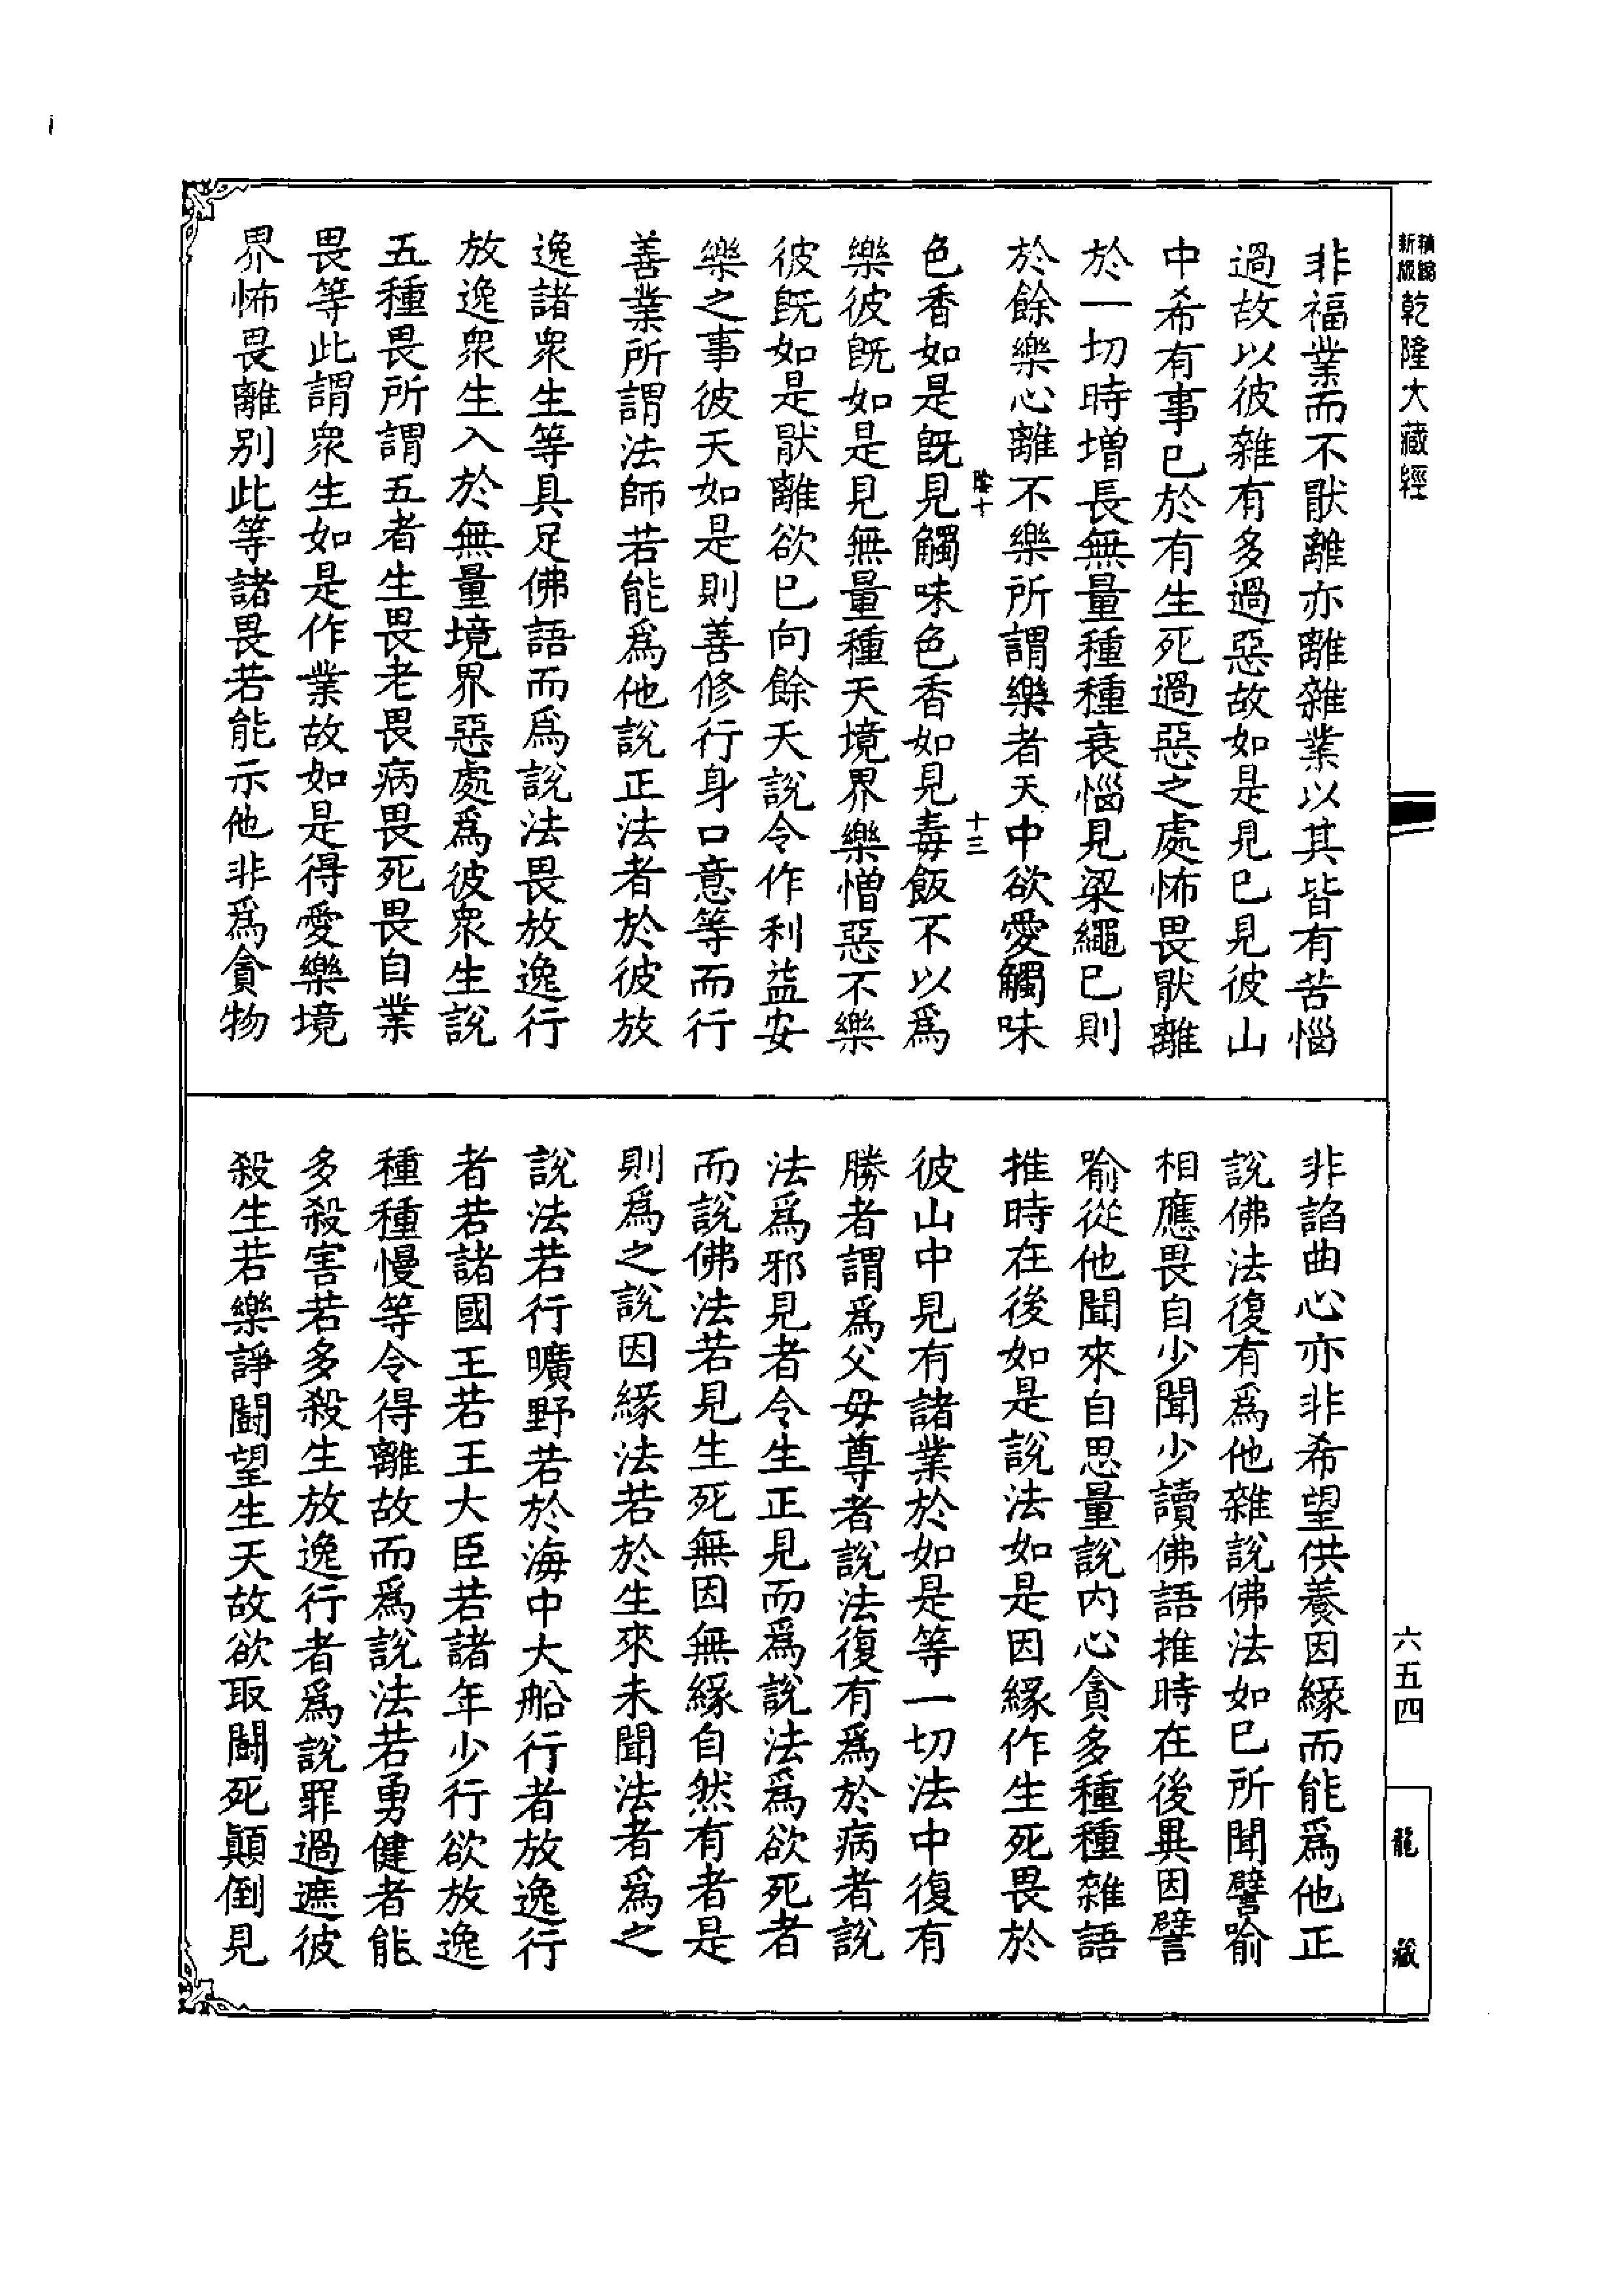 精縮
新版
乾隆大藏經
非福業而不猒離亦離雜業以其皆有苦惱
過故以彼雜有多過惡故如是見已見彼山
中希有事已於有生死過惡之處怖畏猒離
於一切時增長無量種種衰惱見梁繩已則
於餘樂心離不樂所謂樂者天中欲愛觸味
色香如是旣見觸味色香如見毒飯不以爲
樂彼旣如是見無量種天境界樂憎惡不樂
彼旣如是猒離欲已向餘天說令作利益安
樂之事彼天如是則善修行身口意等而行
善業所謂法師若能爲他說正法者於彼放
逸諸衆生等具足佛語而爲說法畏放逸行
放逸衆生入於無量境界惡處爲彼衆生說
五種畏所謂五者生畏老畏病畏死畏自業
畏等此謂衆生如是作業故如是得愛樂境
界怖畏離別此等諸畏若能示他非爲貪物
十三
非諂曲心亦非希望供養因緣而能爲他正
說佛法復有爲他雜說佛法如已所聞譬喻
相應畏自少聞少讀佛語推時在後異因譬
喻從他聞來自思量說內心貪多種種雜語
推時在後如是說法如是因緣作生死畏於
彼山中見有諸業於如是等一切法中復有
勝者謂爲父母尊者說法復有爲於病者說
法爲邪見者令生正見而爲說法爲欲死者
而說佛法若見生死無因無緣自然有者是
則爲之說因緣法若於生來未聞法者爲之
說法若行曠野若於海中大船行者放逸行
者若諸國王若王大臣若諸年少行欲放逸
種種慢等令得離故而爲說法若勇健者能
多殺害若多殺生放逸行者爲說罪過遮彼
殺生若樂諍鬪望生天故欲取鬪死顚倒見
六五四
龍藏